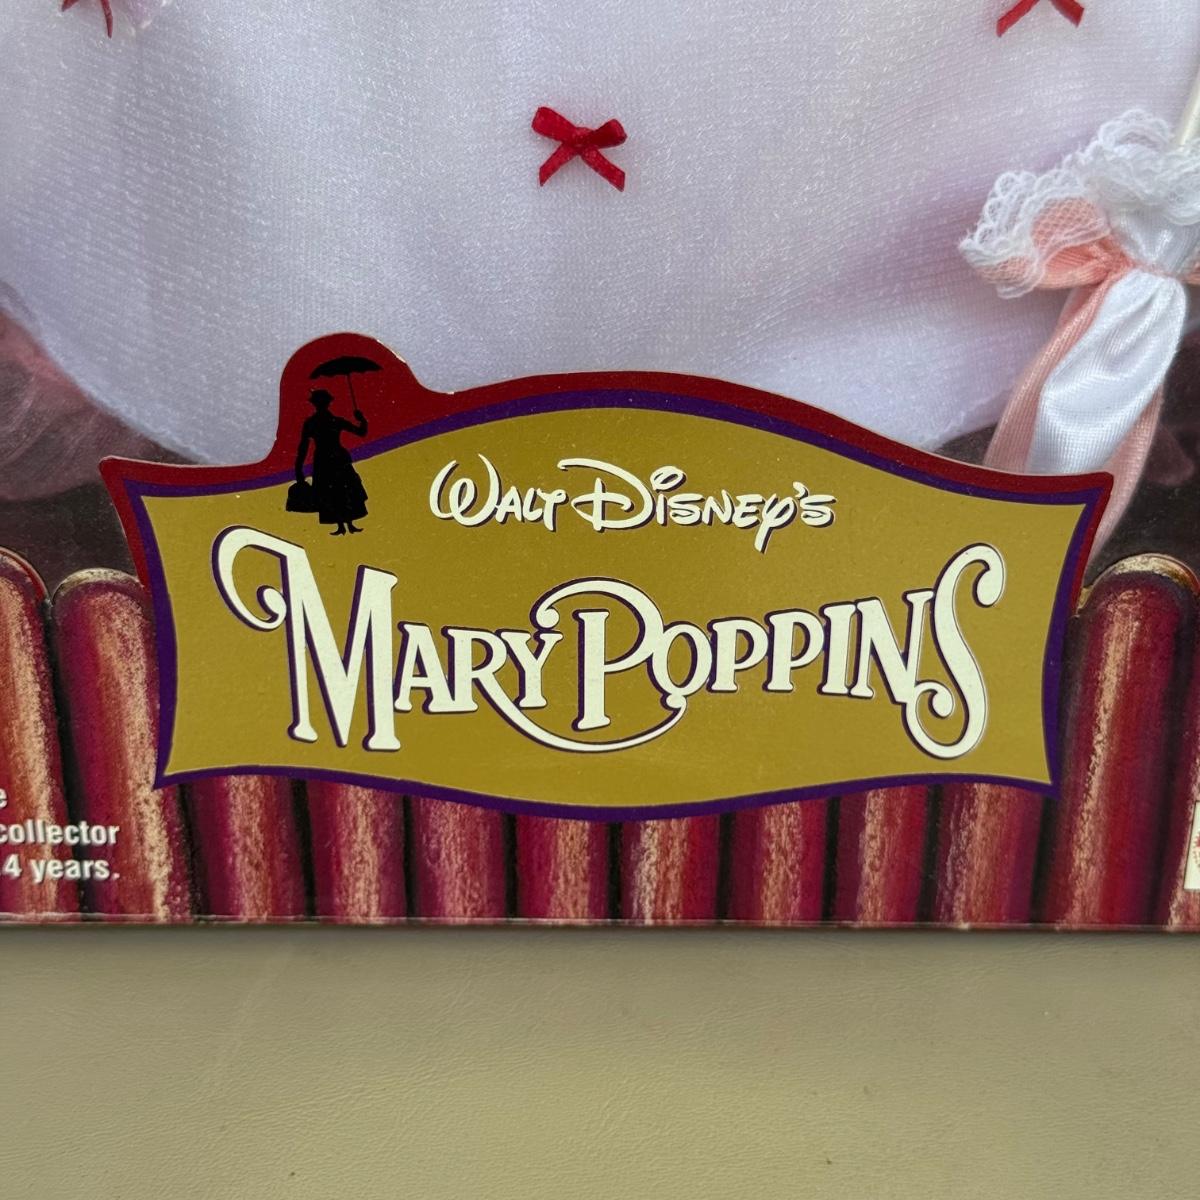 WALT DISNEY'S
MARY POPPINS
collector
4 years.